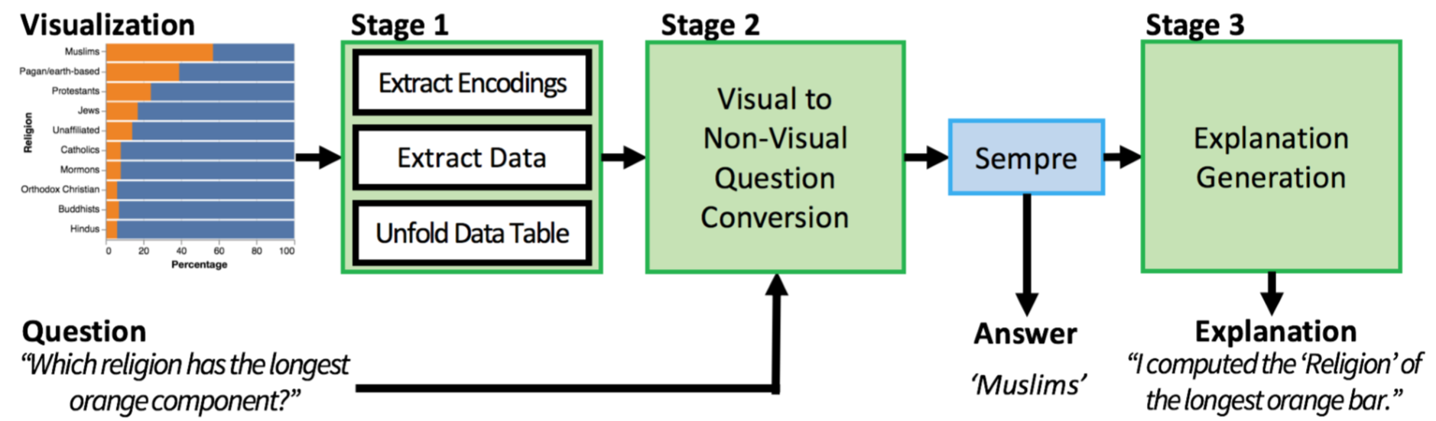 Visualization
Religion
Muslims
Pagan/earth-based
Protestants
Jews
Unaffiliated
Catholics
Mormons
Orthodox Christian
Buddhists
Hindus
0 20 40 60 80 100
Percentage
Stage 1
Extract Encodings
Extract Data
Unfold Data Table
Stage 2
Visual to
Non-Visual
Question
Conversion
Sempre
Stage 3
Explanation
Generation
Question
“Which religion has the longest
orange component?”
Answer
‘Muslims’
Explanation
“I computed the ‘Religion’ of
the longest orange bar.”